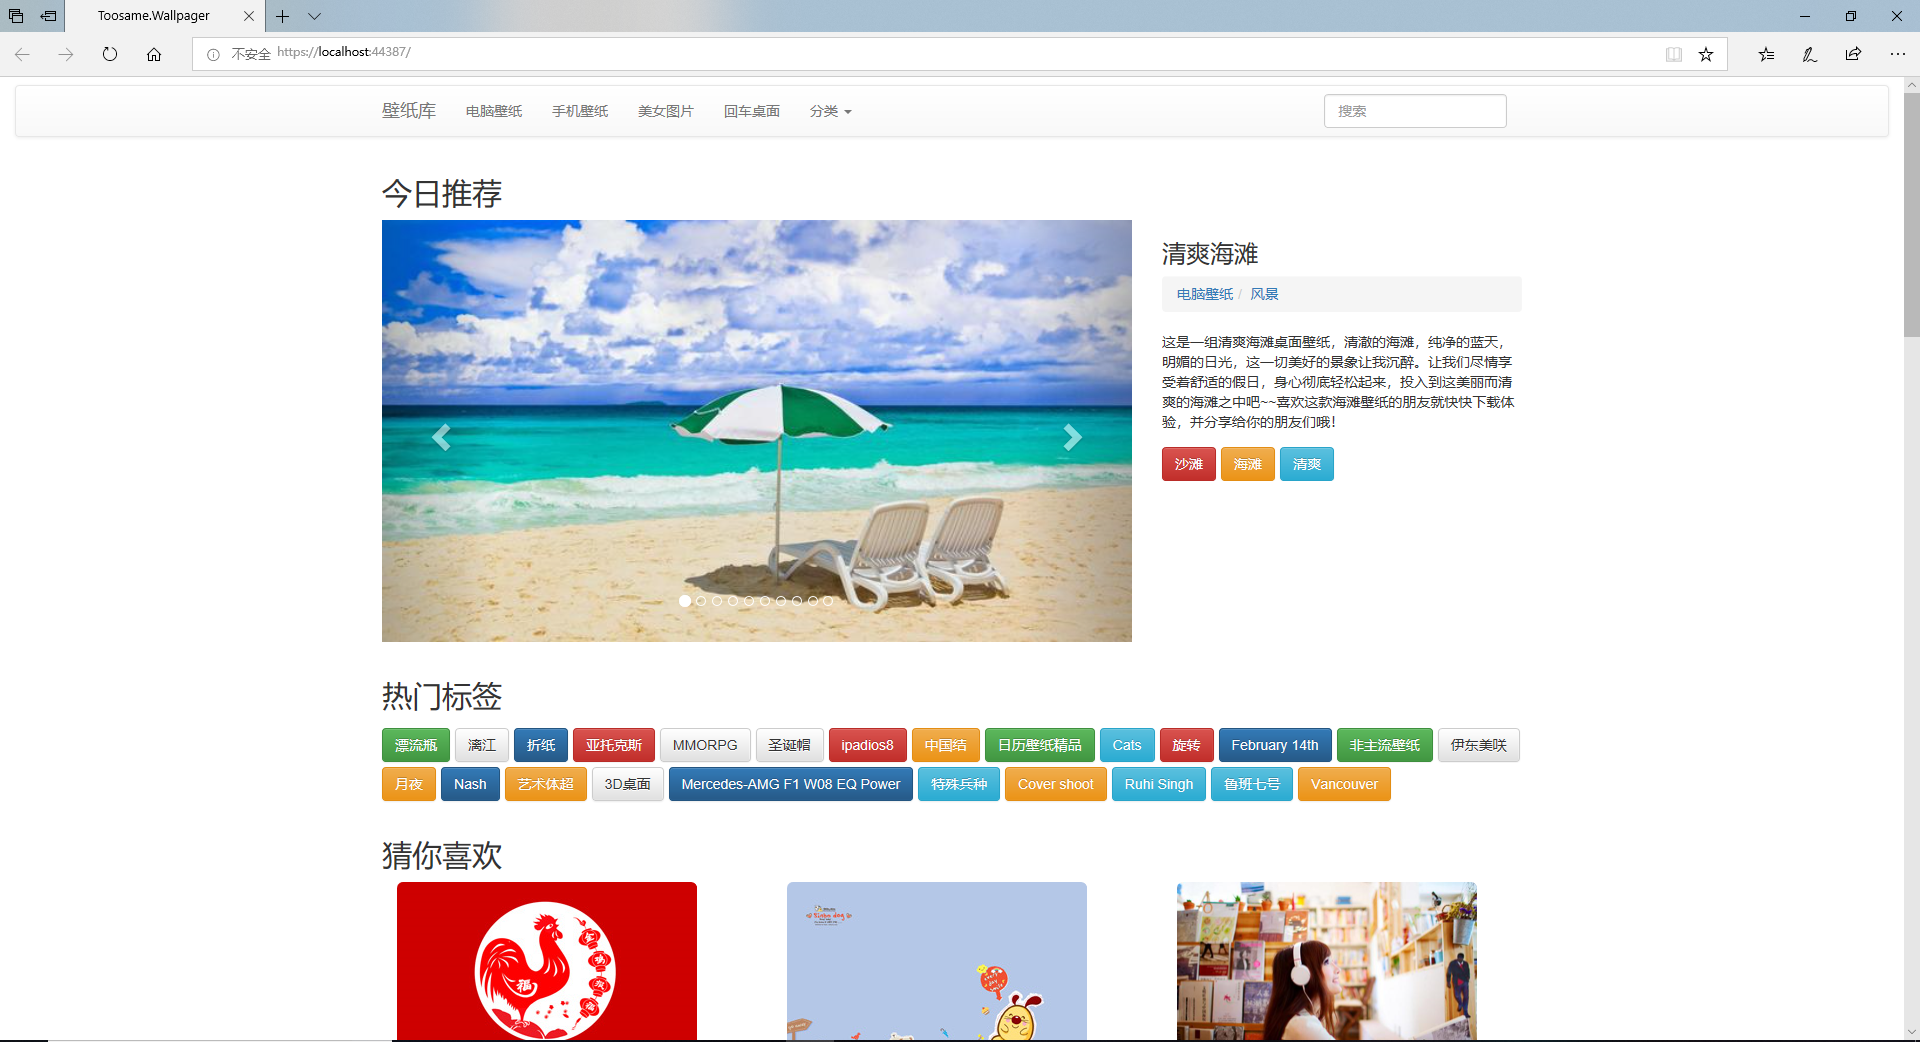 Toosame.Wallpager
不安全 https://localhost:44387/
壁纸库 电脑壁纸 手机壁纸 美女图片 回车桌面 分类 搜索
今日推荐
清爽海滩
电脑壁纸 / 风景
这是一组清爽海滩桌面壁纸，清澈的海滩，纯净的蓝天，
明媚的日光，这一切美好的景象让我沉醉。让我们尽情享
受着舒适的假日，身心彻底轻松起来，投入到这美丽而清
爽的海滩之中吧~~喜欢这款海滩壁纸的朋友就快快下载体
验，并分享给你的朋友们哦！
沙滩 海滩 清爽
热门标签
漂流瓶 漓江 折纸 亚托克斯 MMORPG 圣诞帽 ipadios8 中国结 日历壁纸精品 Cats 旋转 February 14th 非主流壁纸 伊东美咲
月夜 Nash 艺术体超 3D桌面 Mercedes-AMG F1 W08 EQ Power 特殊兵种 Cover shoot Ruhi Singh 鲁班七号 Vancouver
猜你喜欢
福